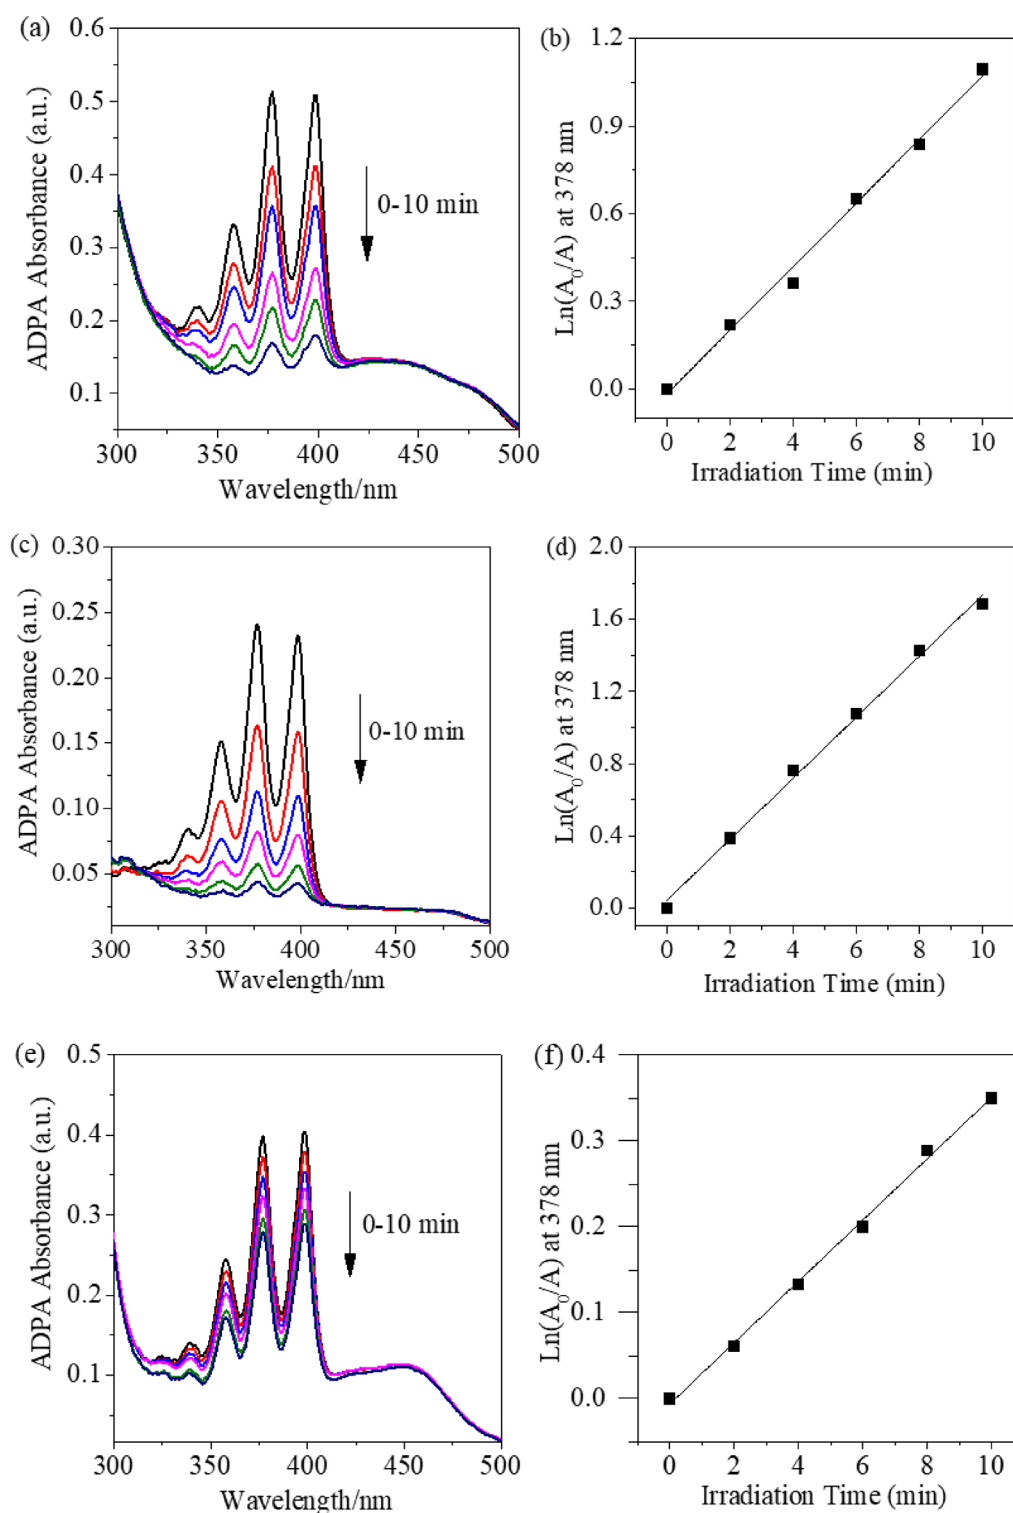 (a)
0.6
0.5
0.4
0.3
0.2
0.1
ADPA Absorbance (a.u.)
0-10 min
300 350 400 450 500
Wavelength/nm
(b)
1.2
0.9
0.6
0.3
0.0
Ln(A₀/A) at 378 nm
0 2 4 6 8 10
Irradiation Time (min)
(c)
0.30
0.25
0.20
0.15
0.10
0.05
ADPA Absorbance (a.u.)
0-10 min
300 350 400 450 500
Wavelength/nm
(d)
2.0
1.6
1.2
0.8
0.4
0.0
Ln(A₀/A) at 378 nm
0 2 4 6 8 10
Irradiation Time (min)
(e)
0.5
0.4
0.3
0.2
0.1
ADPA Absorbance (a.u.)
0-10 min
300 350 400 450 500
Wavelength/nm
(f)
0.4
0.3
0.2
0.1
0.0
Ln(A₀/A) at 378 nm
0 2 4 6 8 10
Irradiation Time (min)